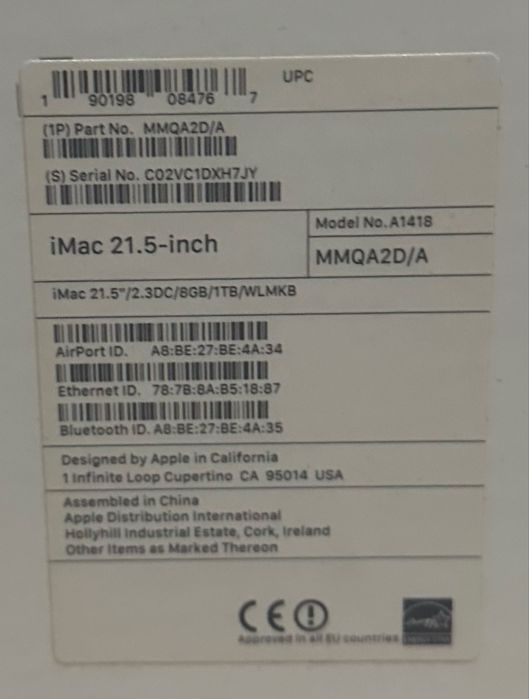 UPC
1 90198 08476 7
(1P) Part No. MMQA2D/A
(S) Serial No. C02VC1DXH7JY
iMac 21.5-inch
Model No. A1418
MMQA2D/A
iMac 21.5"/2.3DC/8GB/1TB/WLMKB
AirPort ID. A8:BE:27:BE:4A:34
Ethernet ID. 78:7B:8A:B5:18:87
Bluetooth ID. A8:BE:27:BE:4A:35
Designed by Apple in California
1 Infinite Loop Cupertino CA 95014 USA
Assembled in China
Apple Distribution International
Hollyhill Industrial Estate, Cork, Ireland
Other Items as Marked Thereon
CE
Approved in all EU countries